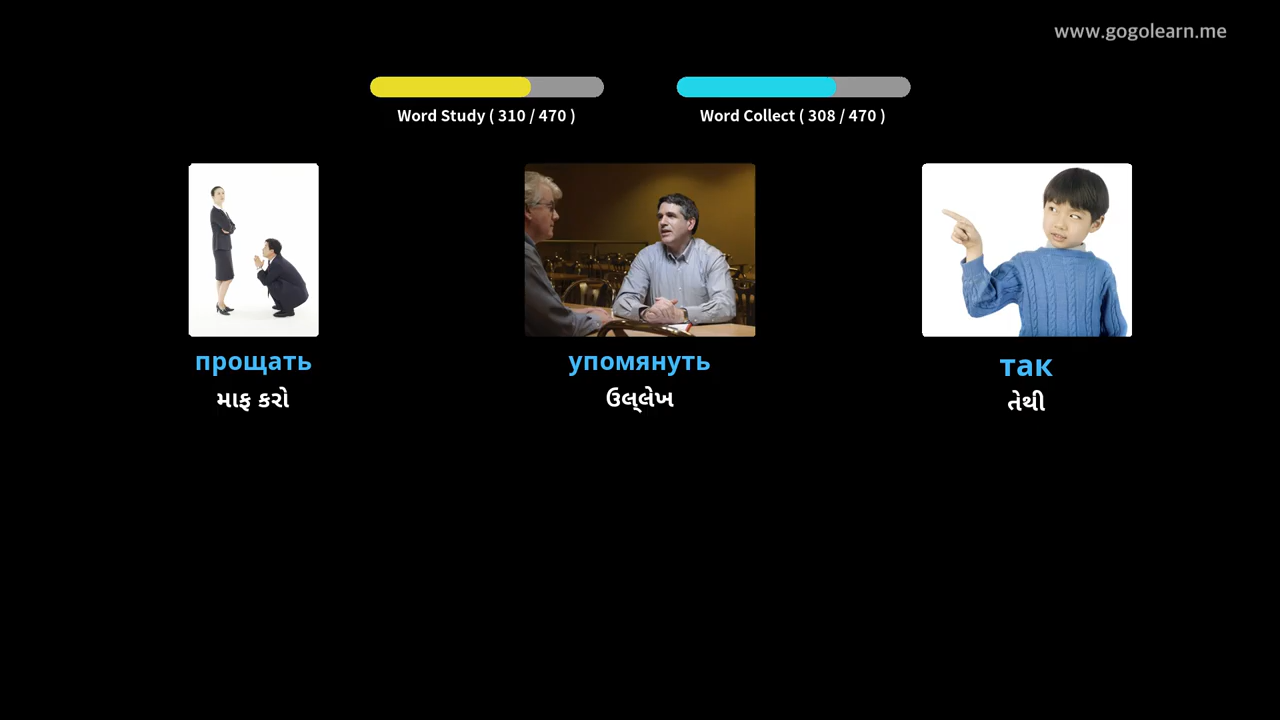 www.gogolearn.me
Word Study ( 310 / 470 )
Word Collect ( 308 / 470 )
прощать
упомянуть
так
માફ કરો
ઉલ્લેખ
તેથી